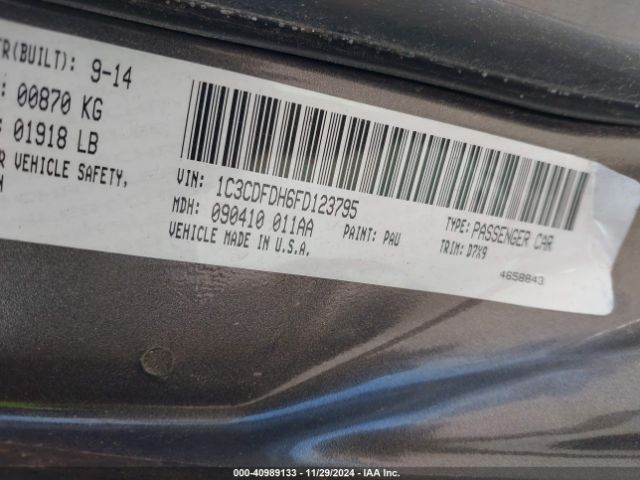 ER(BUILT): 9-14
: 00870 KG
01918 LB
VEHICLE SAFETY,
VIN: 1C3CDFDH6FD123795
MDH: 090410 011AA
PAINT: PAU
TYPE: PASSENGER CAR
TRIM: D7X9
VEHICLE MADE IN U.S.A.
4658843
000-40989133 - 11/29/2024 - IAA Inc.